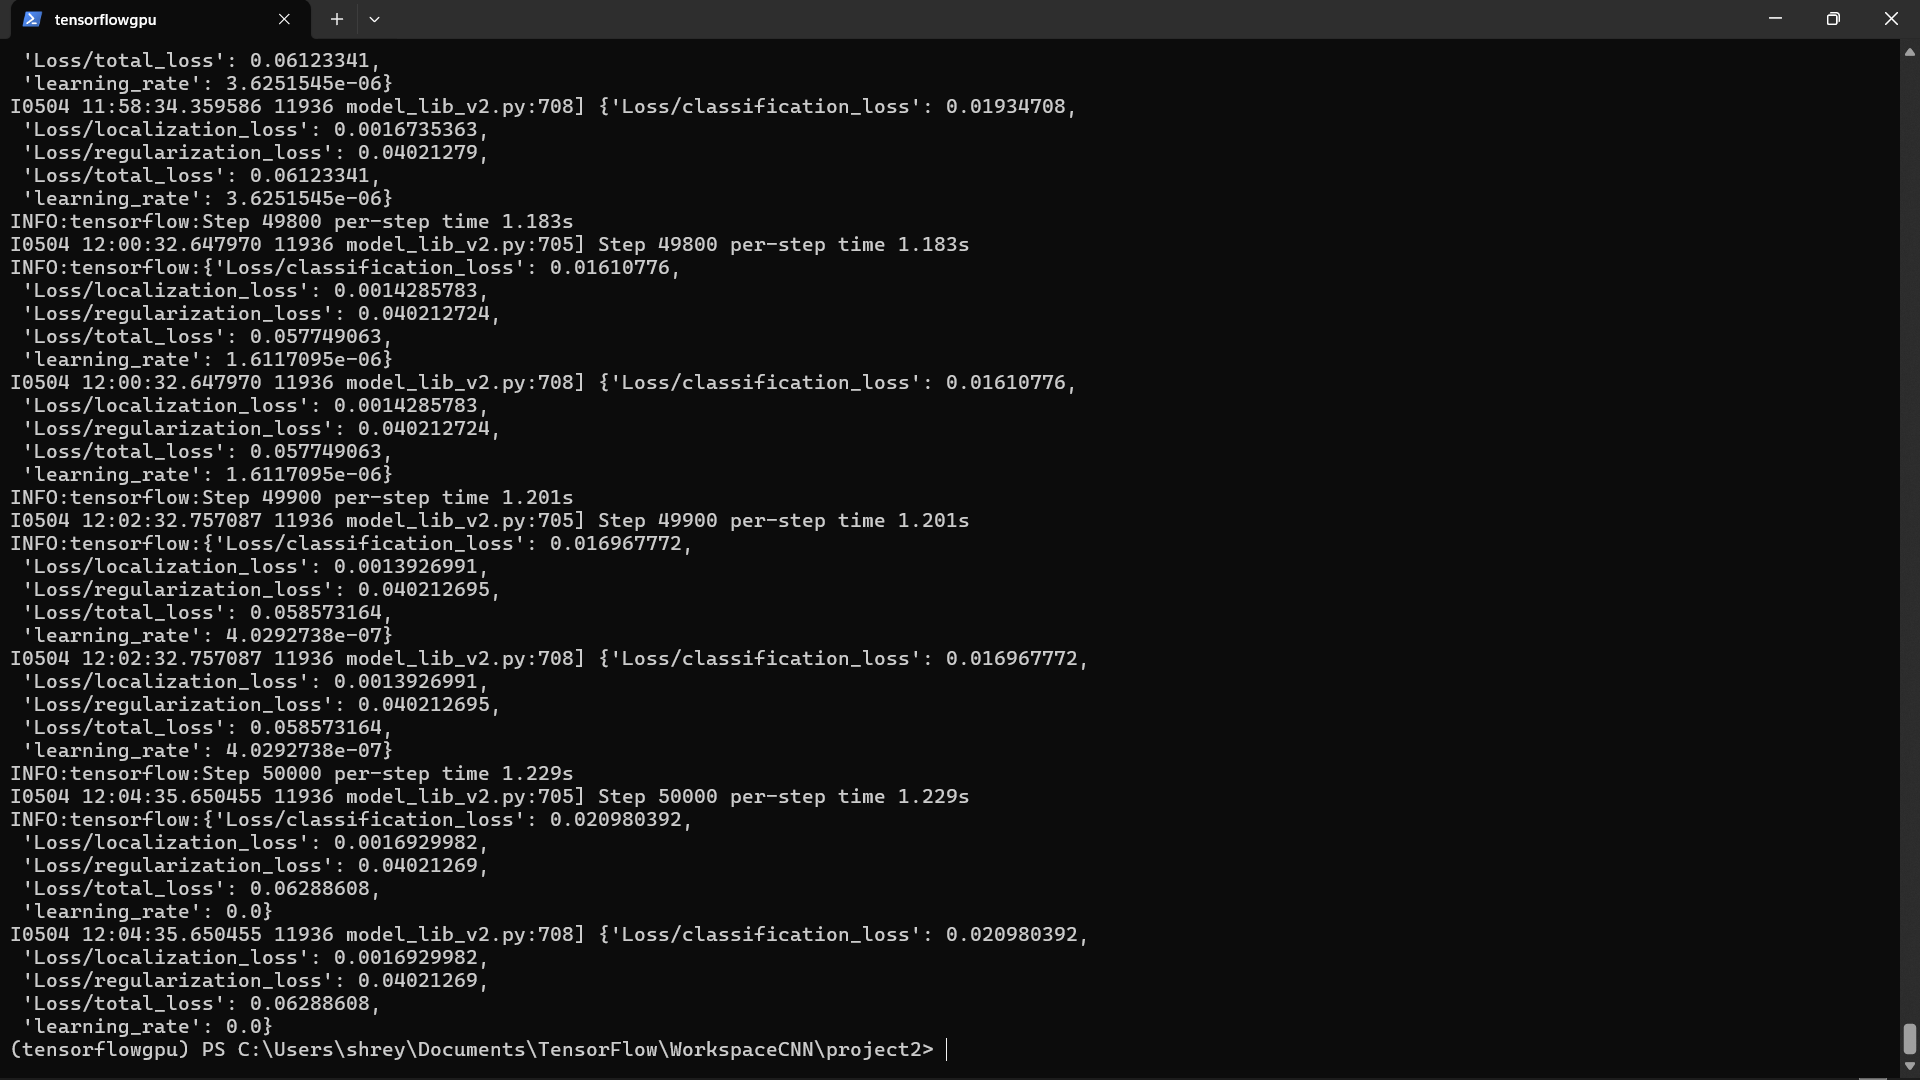 tensorflowgpu
'Loss/total_loss': 0.06123341,
'learning_rate': 3.6251545e-06}
I0504 11:58:34.359586 11936 model_lib_v2.py:708] {'Loss/classification_loss': 0.01934708,
'Loss/localization_loss': 0.0016735363,
'Loss/regularization_loss': 0.04021279,
'Loss/total_loss': 0.06123341,
'learning_rate': 3.6251545e-06}
INFO:tensorflow:Step 49800 per-step time 1.183s
I0504 12:00:32.647970 11936 model_lib_v2.py:705] Step 49800 per-step time 1.183s
INFO:tensorflow:{'Loss/classification_loss': 0.01610776,
'Loss/localization_loss': 0.0014285783,
'Loss/regularization_loss': 0.040212724,
'Loss/total_loss': 0.057749063,
'learning_rate': 1.6117095e-06}
I0504 12:00:32.647970 11936 model_lib_v2.py:708] {'Loss/classification_loss': 0.01610776,
'Loss/localization_loss': 0.0014285783,
'Loss/regularization_loss': 0.040212724,
'Loss/total_loss': 0.057749063,
'learning_rate': 1.6117095e-06}
INFO:tensorflow:Step 49900 per-step time 1.201s
I0504 12:02:32.757087 11936 model_lib_v2.py:705] Step 49900 per-step time 1.201s
INFO:tensorflow:{'Loss/classification_loss': 0.016967772,
'Loss/localization_loss': 0.0013926991,
'Loss/regularization_loss': 0.040212695,
'Loss/total_loss': 0.058573164,
'learning_rate': 4.0292738e-07}
I0504 12:02:32.757087 11936 model_lib_v2.py:708] {'Loss/classification_loss': 0.016967772,
'Loss/localization_loss': 0.0013926991,
'Loss/regularization_loss': 0.040212695,
'Loss/total_loss': 0.058573164,
'learning_rate': 4.0292738e-07}
INFO:tensorflow:Step 50000 per-step time 1.229s
I0504 12:04:35.650455 11936 model_lib_v2.py:705] Step 50000 per-step time 1.229s
INFO:tensorflow:{'Loss/classification_loss': 0.020980392,
'Loss/localization_loss': 0.0016929982,
'Loss/regularization_loss': 0.04021269,
'Loss/total_loss': 0.06288608,
'learning_rate': 0.0}
I0504 12:04:35.650455 11936 model_lib_v2.py:708] {'Loss/classification_loss': 0.020980392,
'Loss/localization_loss': 0.0016929982,
'Loss/regularization_loss': 0.04021269,
'Loss/total_loss': 0.06288608,
'learning_rate': 0.0}
(tensorflowgpu) PS C:\Users\shrey\Documents\TensorFlow\WorkspaceCNN\project2>